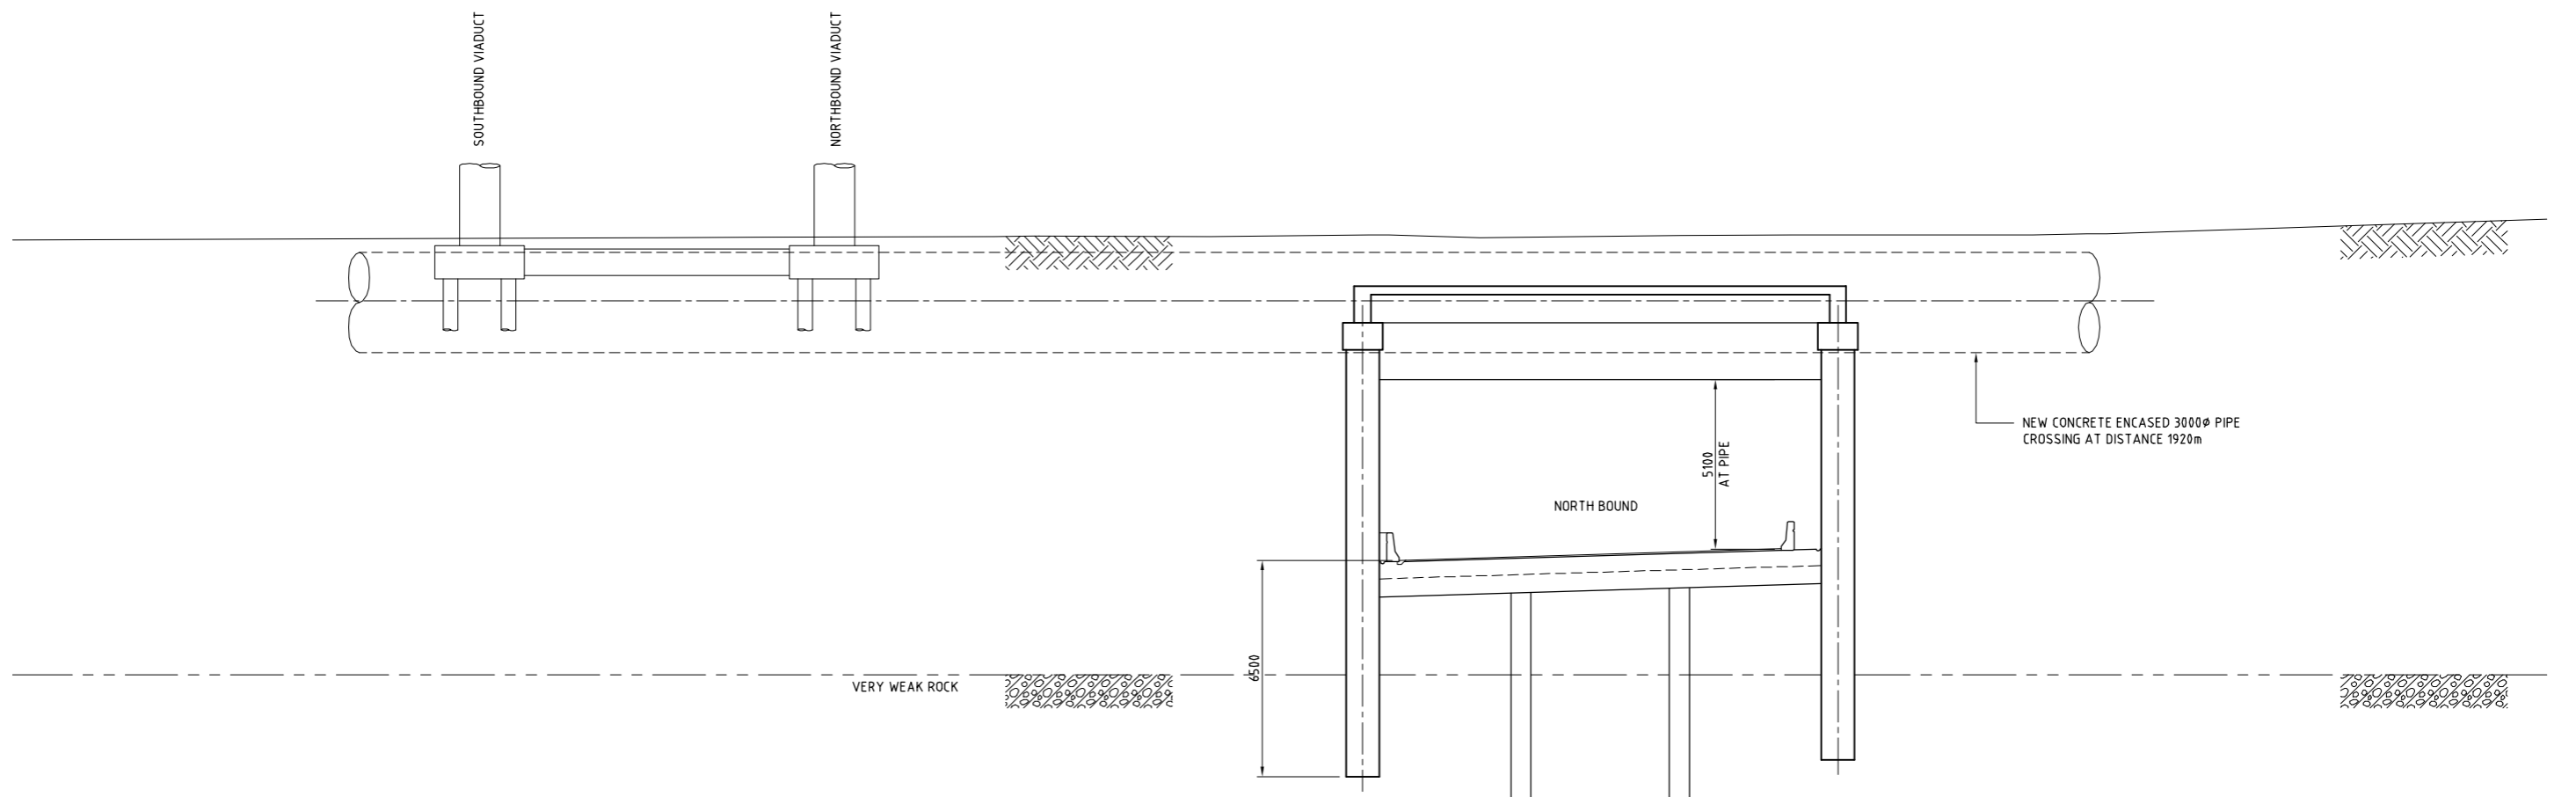 SOUTHBOUND VIADUCT
NORTHBOUND VIADUCT
NEW CONCRETE ENCASED 3000ø PIPE
CROSSING AT DISTANCE 1920m
5100
AT PIPE
NORTH BOUND
6500
VERY WEAK ROCK